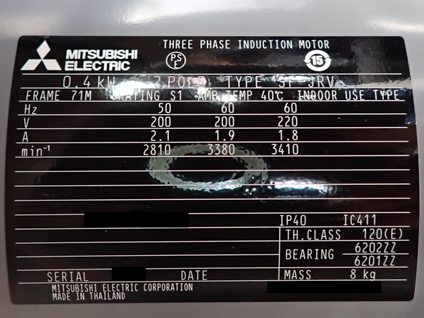 MITSUBISHI ELECTRIC
THREE PHASE INDUCTION MOTOR
PS E
15
0.4kW 2 POLE TYPE SF-JRV
FRAME 71M RATING S1 AMB TEMP 40℃ INDOOR USE TYPE
Hz 50 60 60
V 200 200 220
A 2.1 1.9 1.8
min⁻¹ 2810 3380 3410
IP40 IC411
TH.CLASS 120(E)
BEARING 6202ZZ
6201ZZ
SERIAL DATE MASS 8 kg
MITSUBISHI ELECTRIC CORPORATION
MADE IN THAILAND